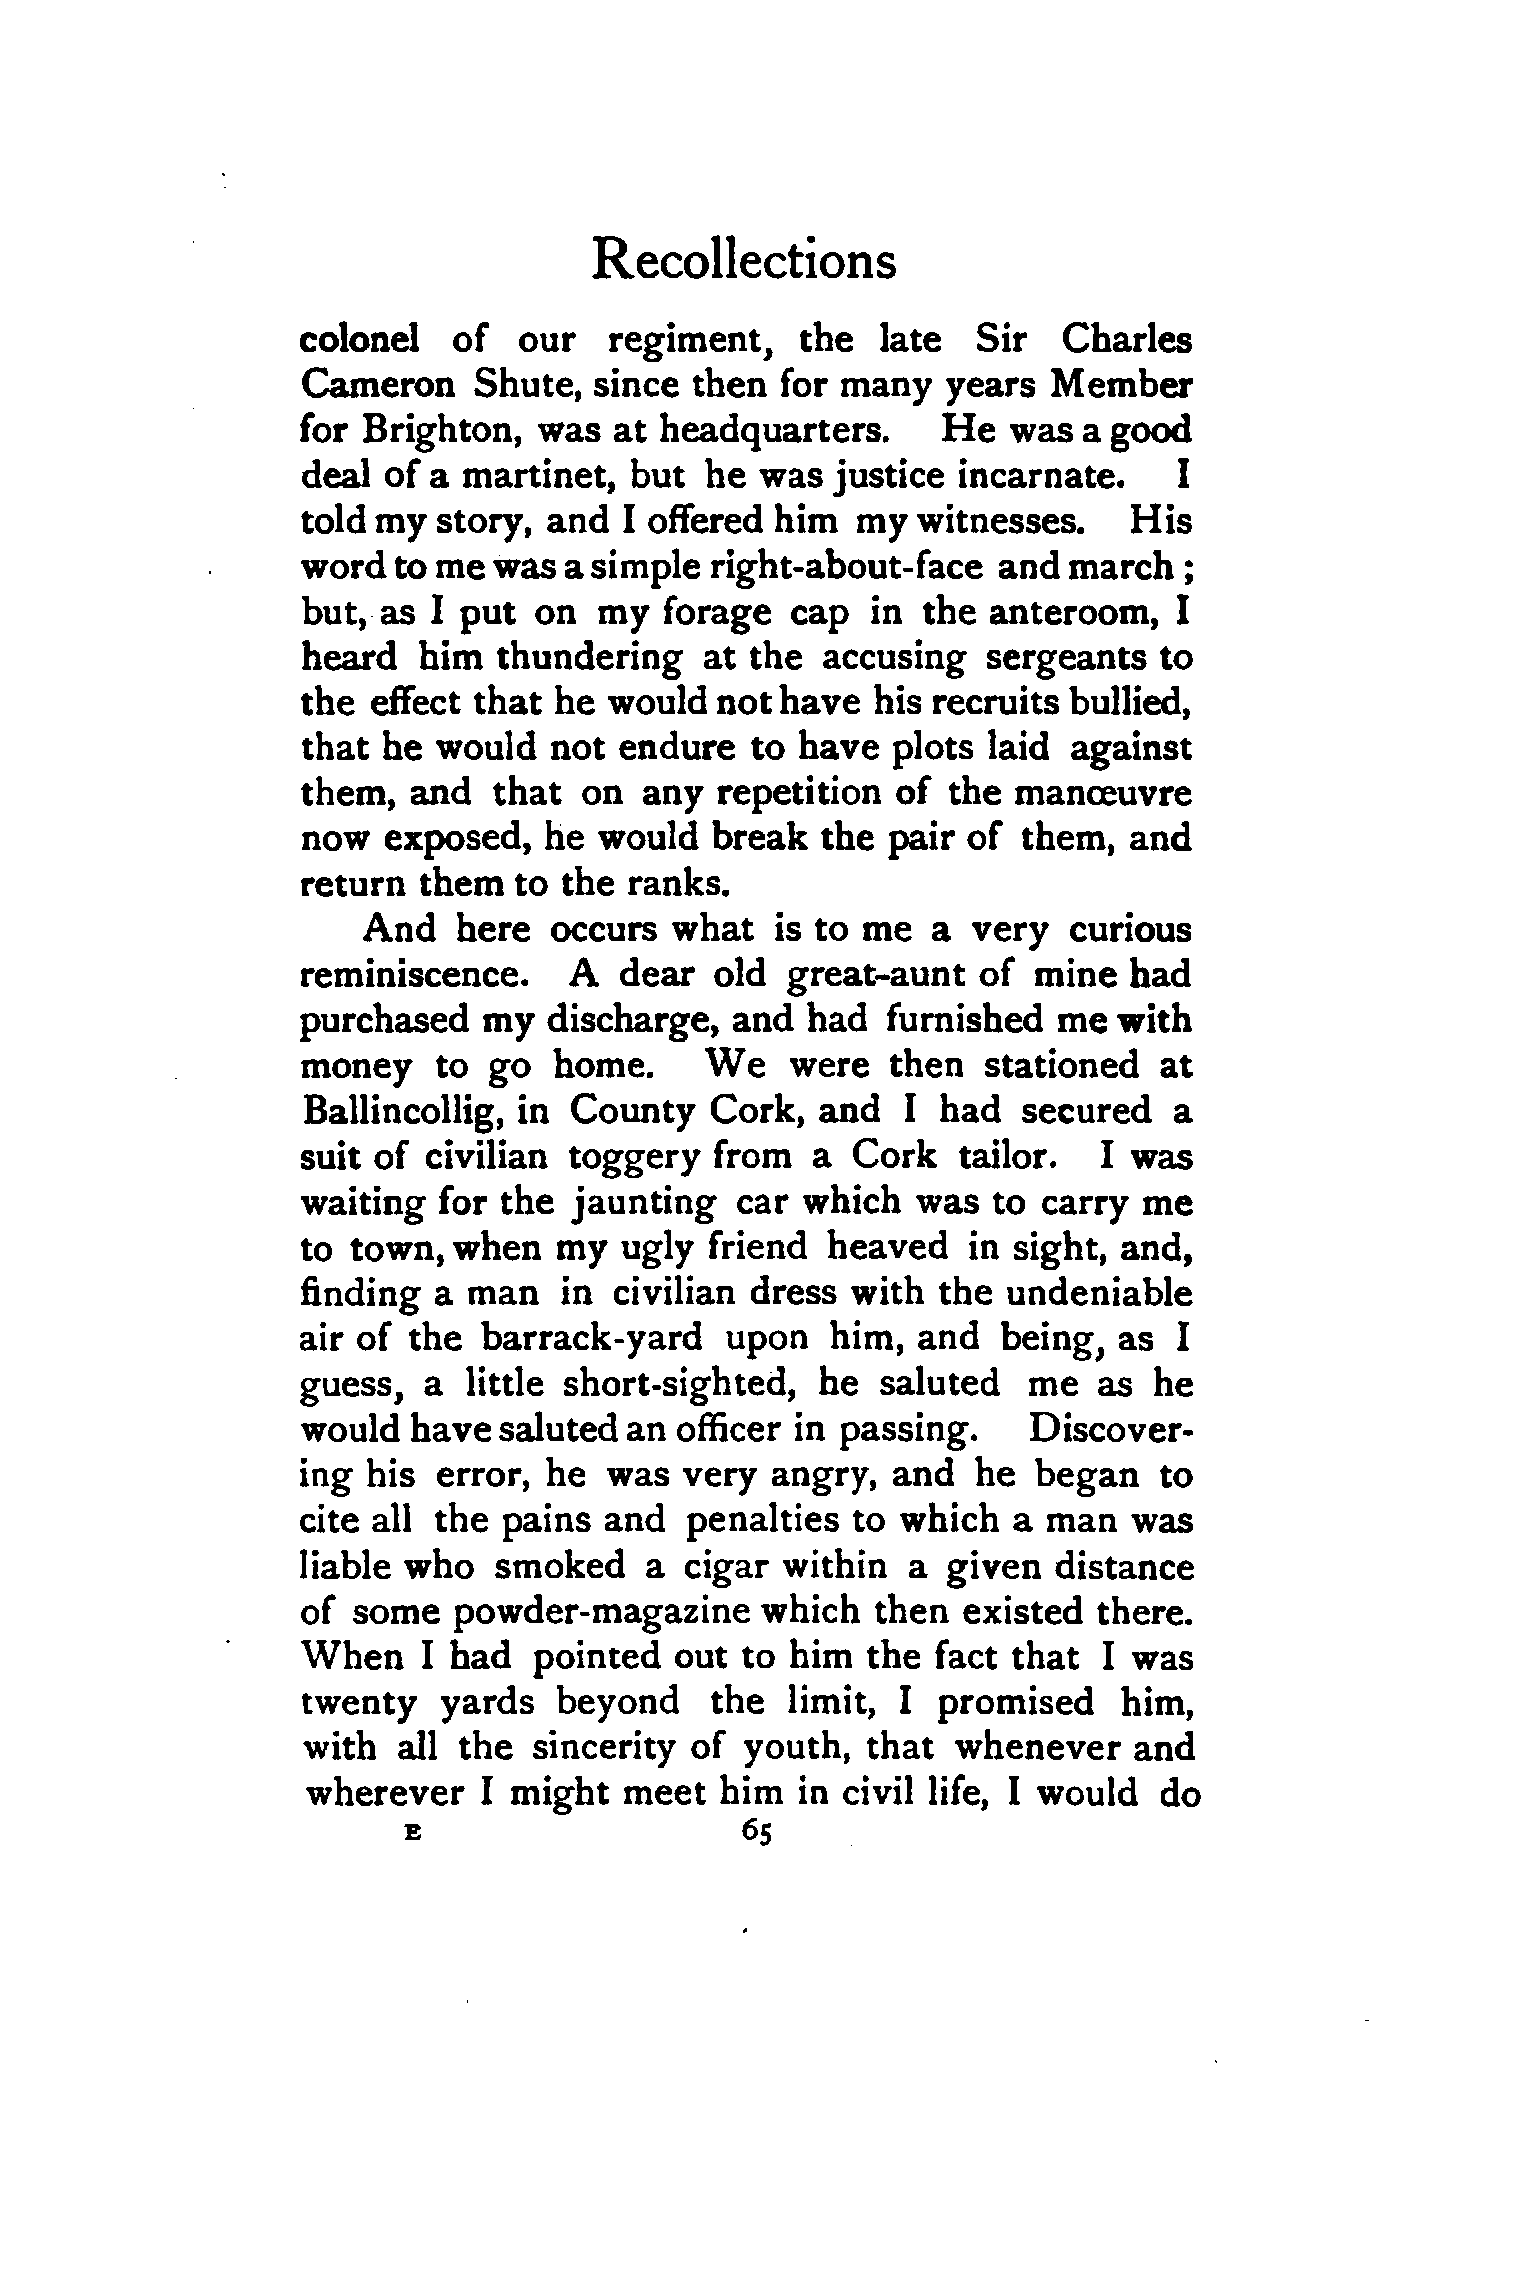 Recollections
colonel of our regiment, the late Sir Charles
Cameron Shute, since then for many years Member
for Brighton, was at headquarters. He was a good
deal of a martinet, but he was justice incarnate. I
told my story, and I offered him my witnesses. His
word to me was a simple right-about-face and march ;
but, as I put on my forage cap in the anteroom, I
heard him thundering at the accusing sergeants to
the effect that he would not have his recruits bullied,
that he would not endure to have plots laid against
them, and that on any repetition of the manœuvre
now exposed, he would break the pair of them, and
return them to the ranks.
And here occurs what is to me a very curious
reminiscence. A dear old great-aunt of mine had
purchased my discharge, and had furnished me with
money to go home. We were then stationed at
Ballincollig, in County Cork, and I had secured a
suit of civilian toggery from a Cork tailor. I was
waiting for the jaunting car which was to carry me
to town, when my ugly friend heaved in sight, and,
finding a man in civilian dress with the undeniable
air of the barrack-yard upon him, and being, as I
guess, a little short-sighted, he saluted me as he
would have saluted an officer in passing. Discover-
ing his error, he was very angry, and he began to
cite all the pains and penalties to which a man was
liable who smoked a cigar within a given distance
of some powder-magazine which then existed there.
When I had pointed out to him the fact that I was
twenty yards beyond the limit, I promised him,
with all the sincerity of youth, that whenever and
wherever I might meet him in civil life, I would do
E 65